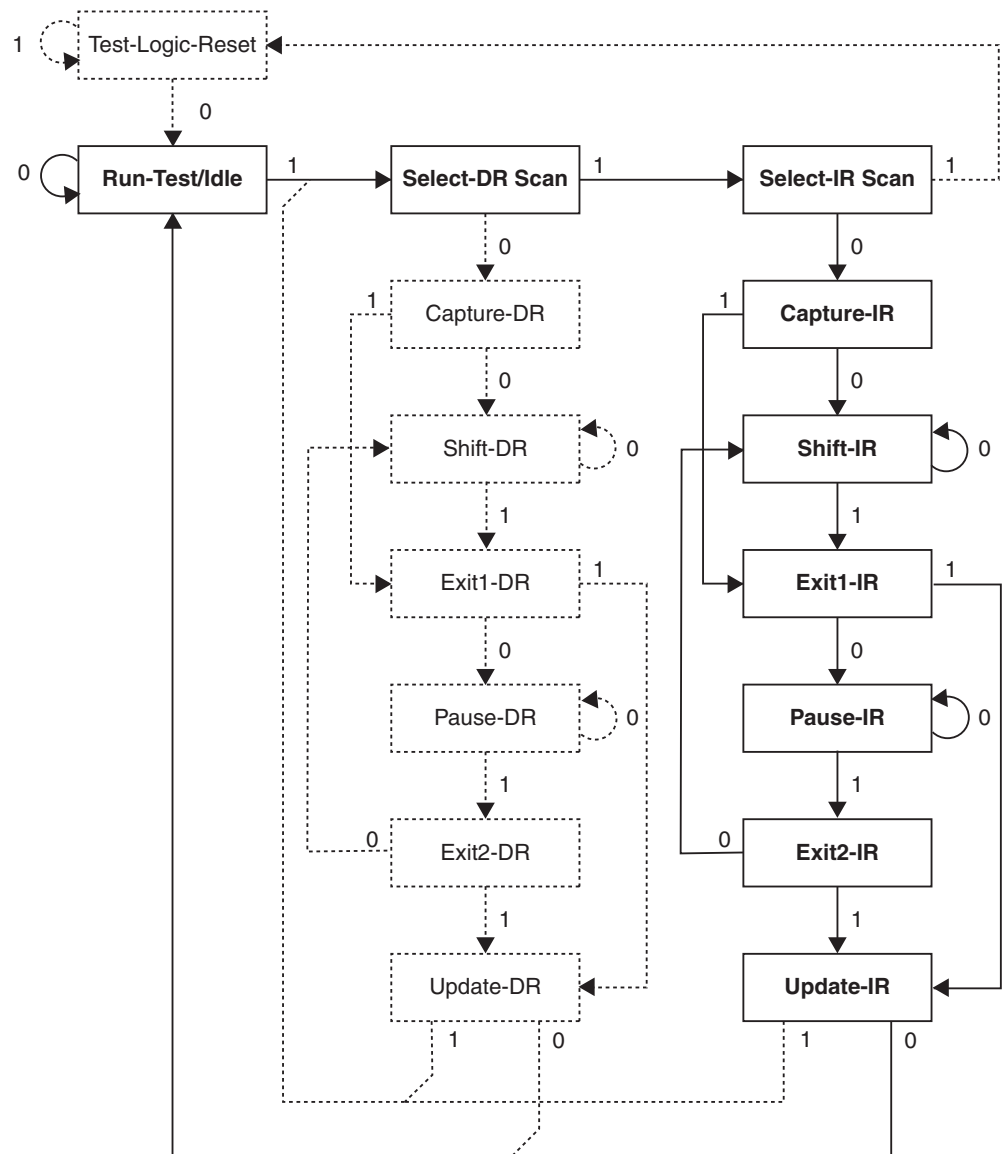 1
Test-Logic-Reset
0
0
Run-Test/Idle
1
Select-DR Scan
1
Select-IR Scan
1
0
0
1
Capture-DR
1
Capture-IR
0
0
Shift-DR
0
Shift-IR
0
1
1
Exit1-DR
1
Exit1-IR
1
0
0
Pause-DR
0
Pause-IR
0
1
1
0
Exit2-DR
0
Exit2-IR
1
1
Update-DR
Update-IR
1
0
1
0